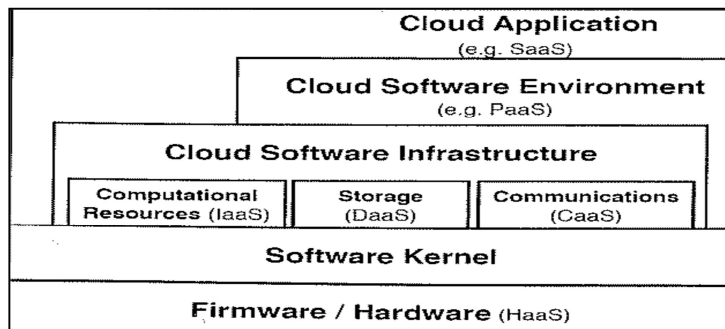 Cloud Application
(e.g. SaaS)
Cloud Software Environment
(e.g. PaaS)
Cloud Software Infrastructure
Computational
Resources (IaaS)
Storage
(DaaS)
Communications
(CaaS)
Software Kernel
Firmware / Hardware (HaaS)